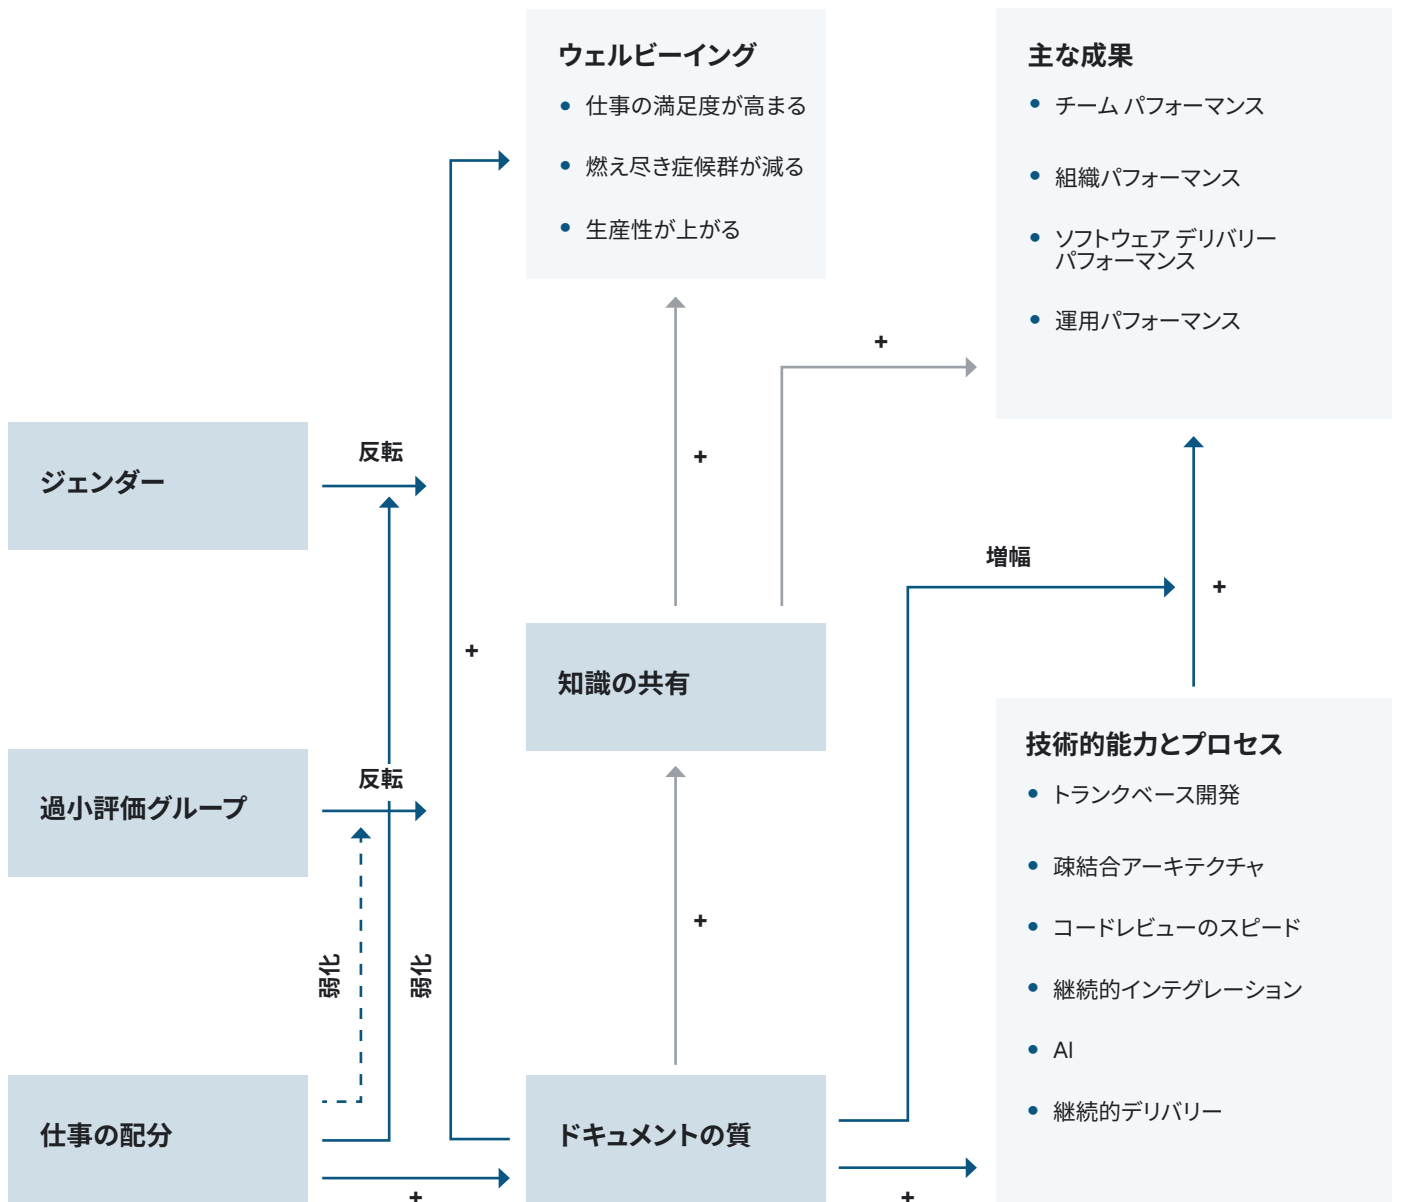 ウェルビーイング
仕事の満足度が高まる
燃え尽き症候群が減る
生産性が上がる
主な成果
チーム パフォーマンス
組織パフォーマンス
ソフトウェア デリバリー
パフォーマンス
運用パフォーマンス
+
+
反転
ジェンダー
増幅
+
+
知識の共有
反転
過小評価グループ
技術的能力とプロセス
トランクベース開発
疎結合アーキテクチャ
コードレビューのスピード
継続的インテグレーション
AI
継続的デリバリー
+
弱化
弱化
仕事の配分
+
ドキュメントの質
+